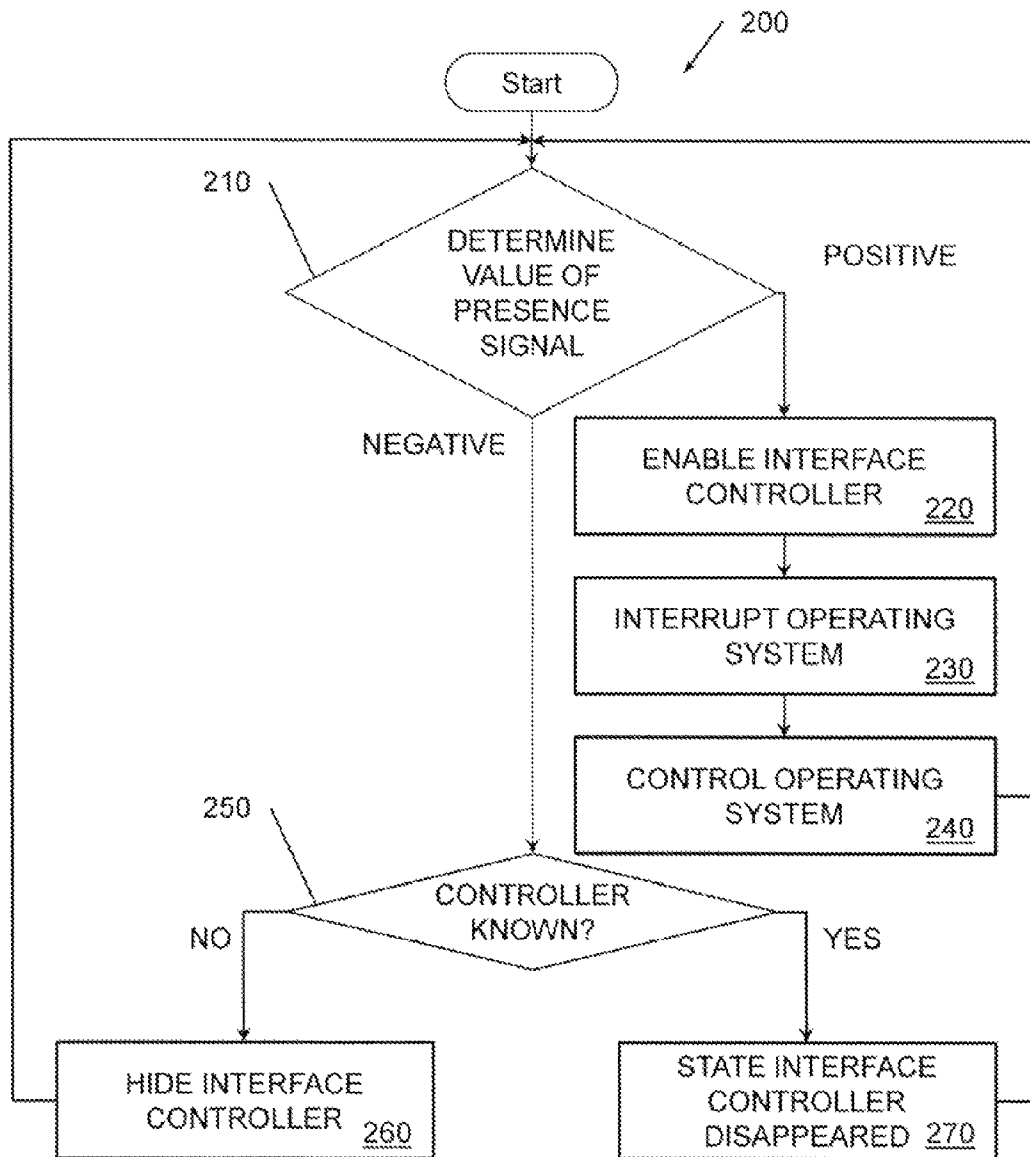 200
Start
210
DETERMINE
VALUE OF
PRESENCE
SIGNAL
POSITIVE
NEGATIVE
ENABLE INTERFACE
CONTROLLER
220
INTERRUPT OPERATING
SYSTEM
230
CONTROL OPERATING
SYSTEM
240
250
CONTROLLER
KNOWN?
NO
YES
HIDE INTERFACE
CONTROLLER
260
STATE INTERFACE
CONTROLLER
DISAPPEARED
270